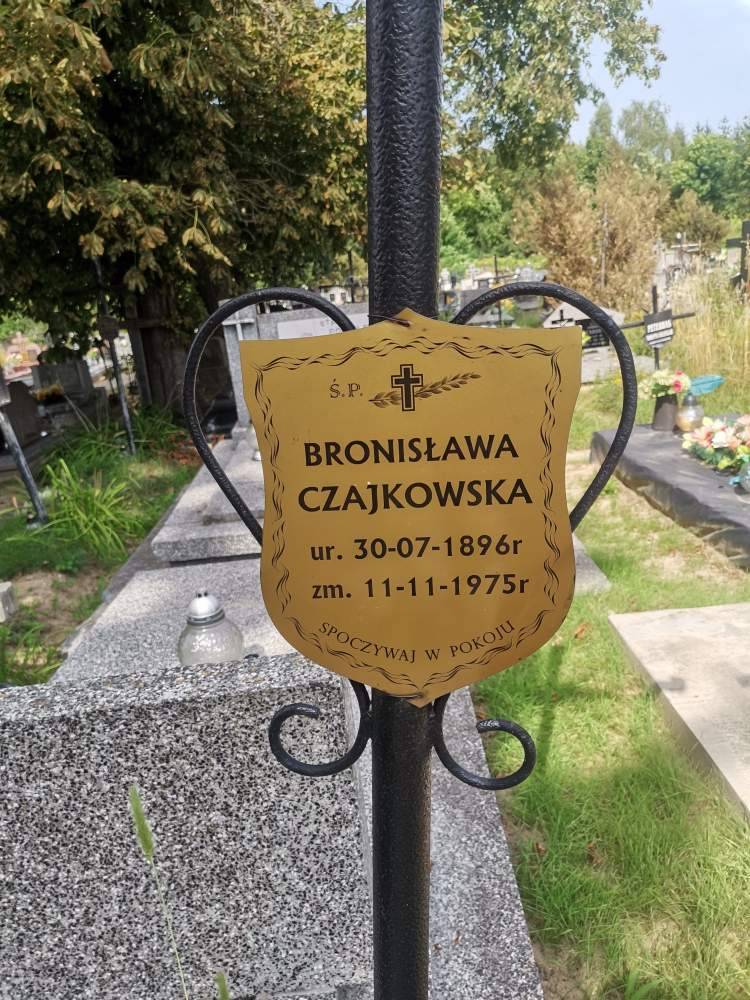 Ś.P.
BRONISŁAWA
CZAJKOWSKA
ur. 30-07-1896r
zm. 11-11-1975r
SPOCZYWAJ W POKOJU